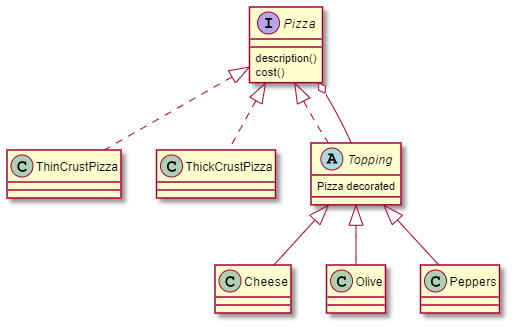 I Pizza
description()
cost()
C ThinCrustPizza
C ThickCrustPizza
A Topping
Pizza decorated
C Cheese
C Olive
C Peppers